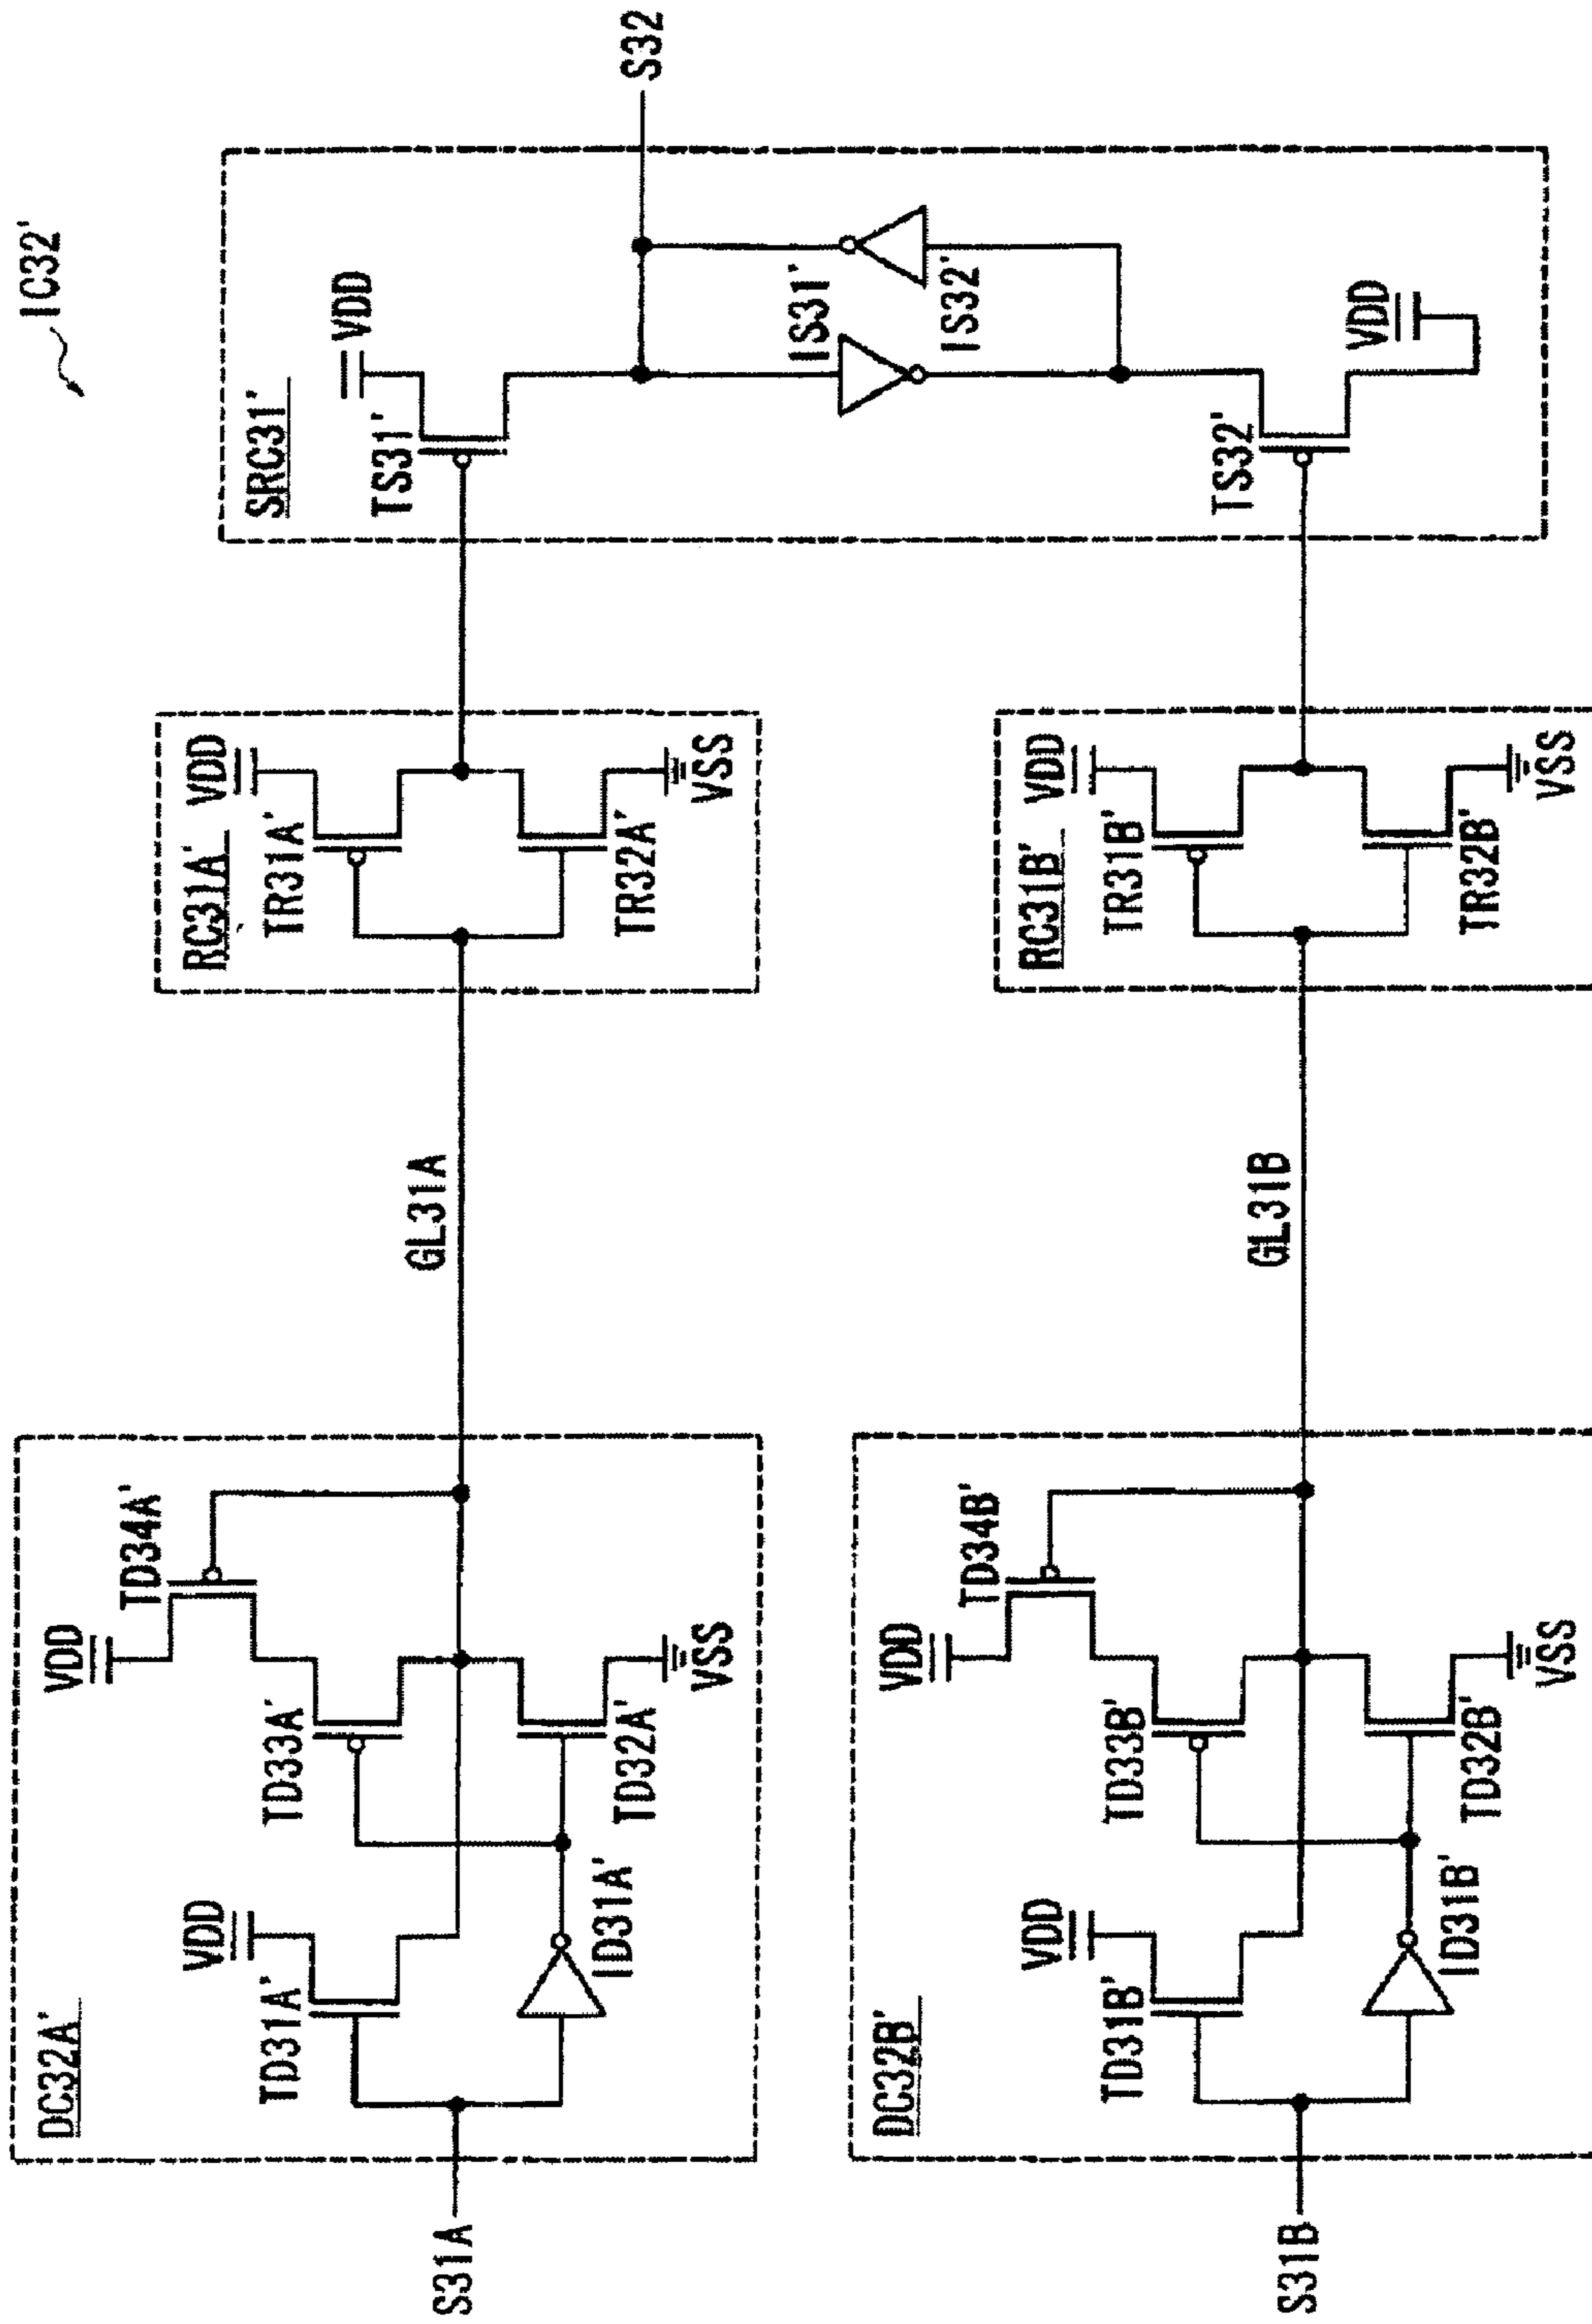 IC32'
SRC31'
VDD
TS31'
S32
IS31'
IS32'
TS32'
VDD
RC31A'
VDD
TR31A'
TR32A'
VSS
RC31B'
VDD
TR31B'
TR32B'
VSS
GL31A
GL31B
DC32A'
VDD
TD34A'
TD33A'
VDD
TD31A'
TD32A'
VSS
ID31A'
S31A
DC32B'
VDD
TD34B'
TD33B'
VDD
TD31B'
TD32B'
VSS
ID31B'
S31B